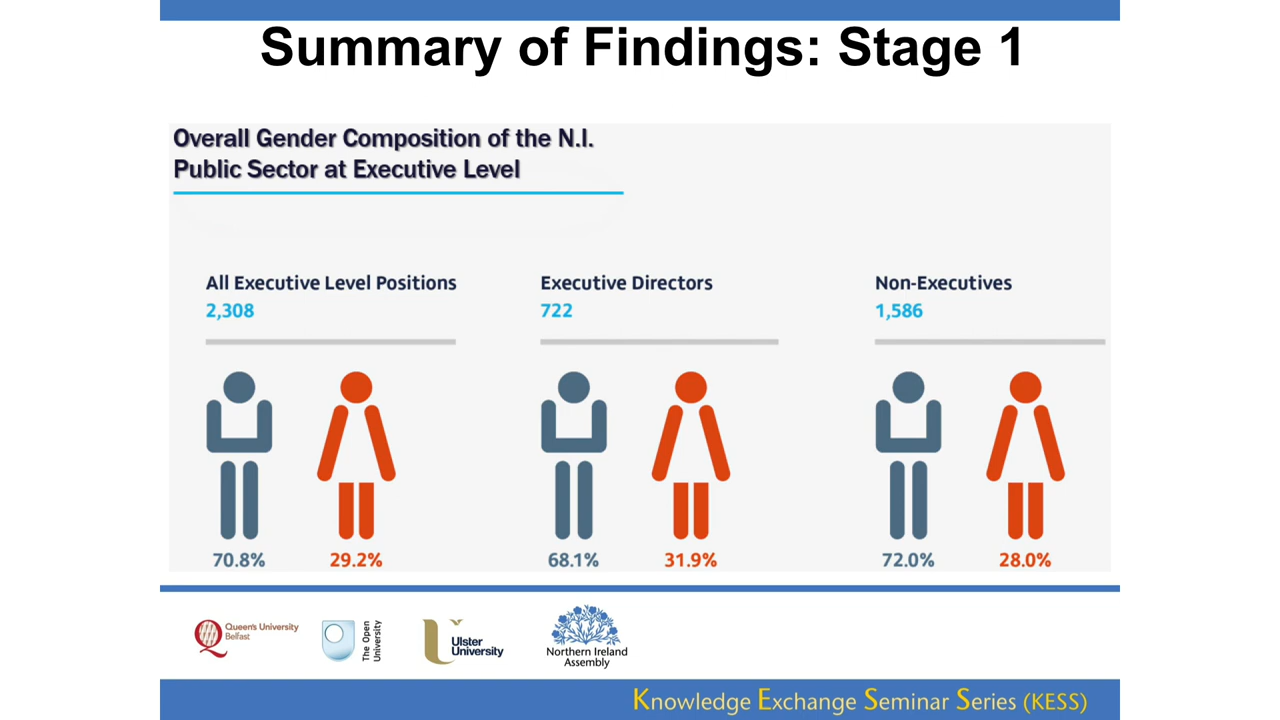 Summary of Findings: Stage 1
Overall Gender Composition of the N.I.
Public Sector at Executive Level
All Executive Level Positions
2,308
Executive Directors
722
Non-Executives
1,586
70.8%
29.2%
68.1%
31.9%
72.0%
28.0%
Queen's University
Belfast
The Open
University
Ulster
University
Northern Ireland
Assembly
Knowledge Exchange Seminar Series (KESS)